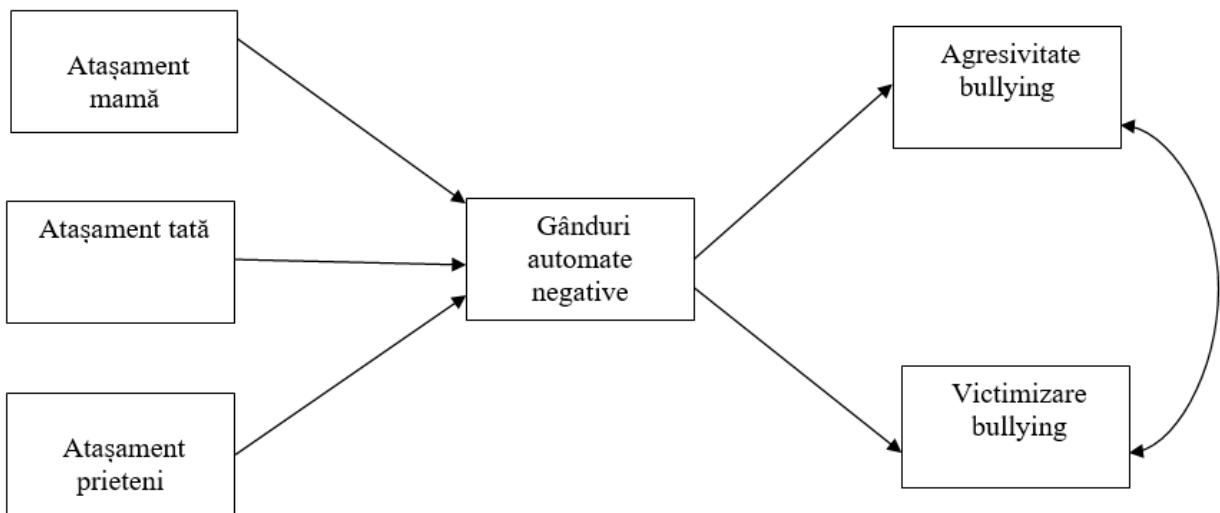 Atașament
mamă
Atașament tată
Atașament
prieteni
Gânduri
automate
negative
Agresivitate
bullying
Victimizare
bullying